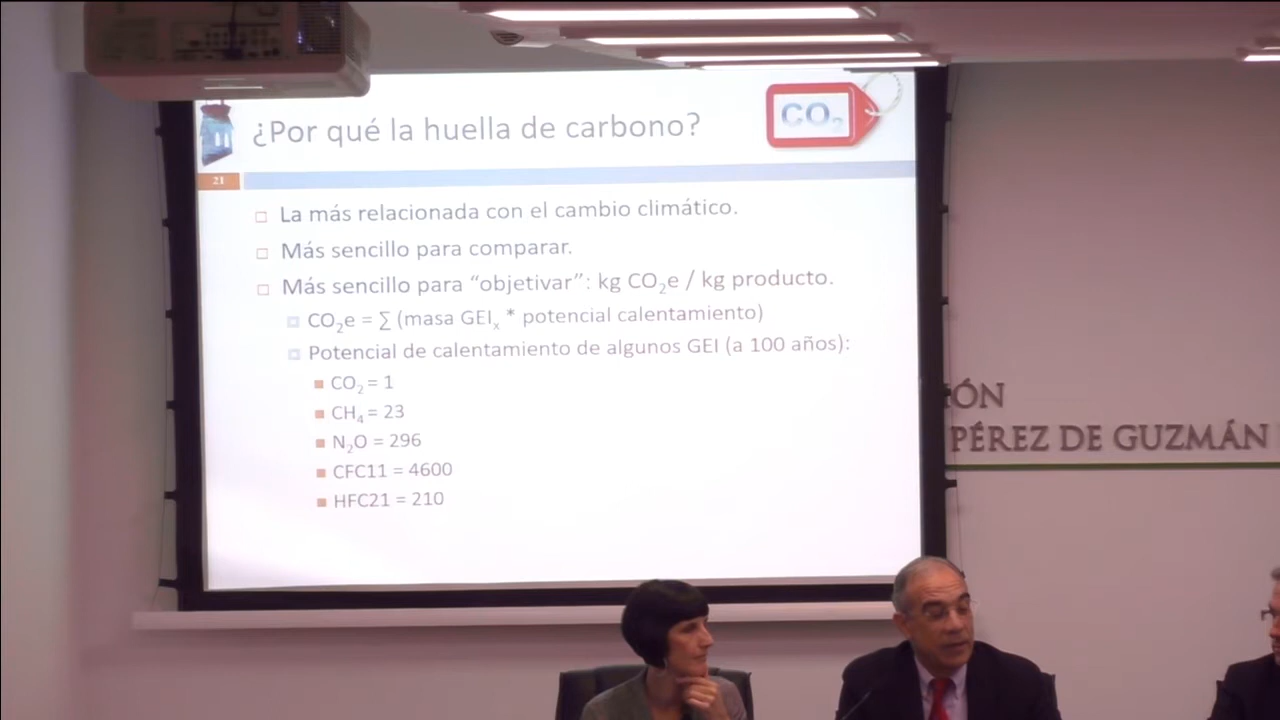 ¿Por qué la huella de carbono?
CO₂
21
La más relacionada con el cambio climático.
Más sencillo para comparar.
Más sencillo para “objetivar”: kg CO₂e / kg producto.
CO₂e = ∑ (masa GEIₓ * potencial calentamiento)
Potencial de calentamiento de algunos GEI (a 100 años):
CO₂ = 1
CH₄ = 23
N₂O = 296
CFC11 = 4600
HFC21 = 210
IÓN
PÉREZ DE GUZMÁN